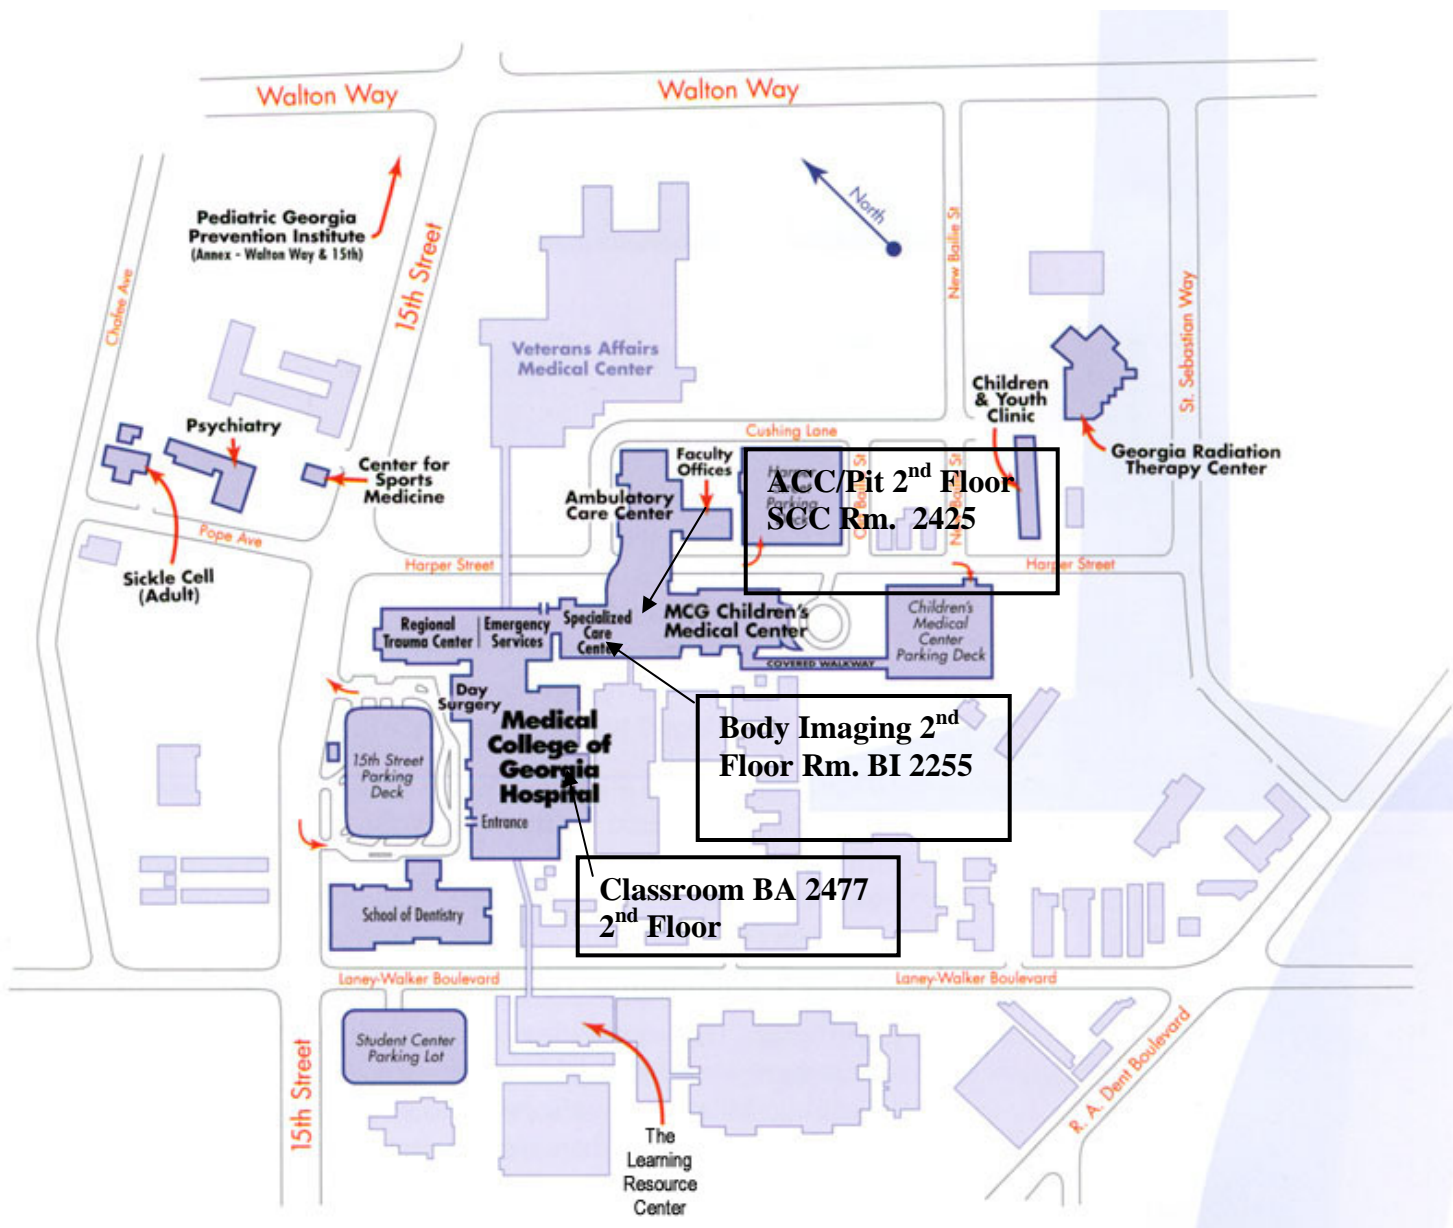 Walton Way
Walton Way
North
Pediatric Georgia
Prevention Institute
(Annex - Walton Way & 15th)
15th Street
Chafee Ave
New Bailie St
St. Sebastian Way
Veterans Affairs
Medical Center
Children
& Youth
Clinic
Psychiatry
Cushing Lane
Georgia Radiation
Therapy Center
Center for
Sports
Medicine
Faculty
Offices
Ambulatory
Care Center
Harper
Parking
ACC/Pit 2nd Floor
SCC Rm. 2425
Pope Ave
Harper Street
Harper Street
Sickle Cell
(Adult)
Regional
Trauma Center
Emergency
Services
Specialized
Care
Center
MCG Children's
Medical Center
Children's
Medical
Center
Parking Deck
COVERED WALKWAY
Day
Surgery
Medical
College of
Georgia
Hospital
Entrance
15th Street
Parking
Deck
Body Imaging 2nd
Floor Rm. BI 2255
Classroom BA 2477
2nd Floor
School of Dentistry
Laney-Walker Boulevard
Laney-Walker Boulevard
Student Center
Parking Lot
15th Street
R. A. Dent Boulevard
The
Learning
Resource
Center